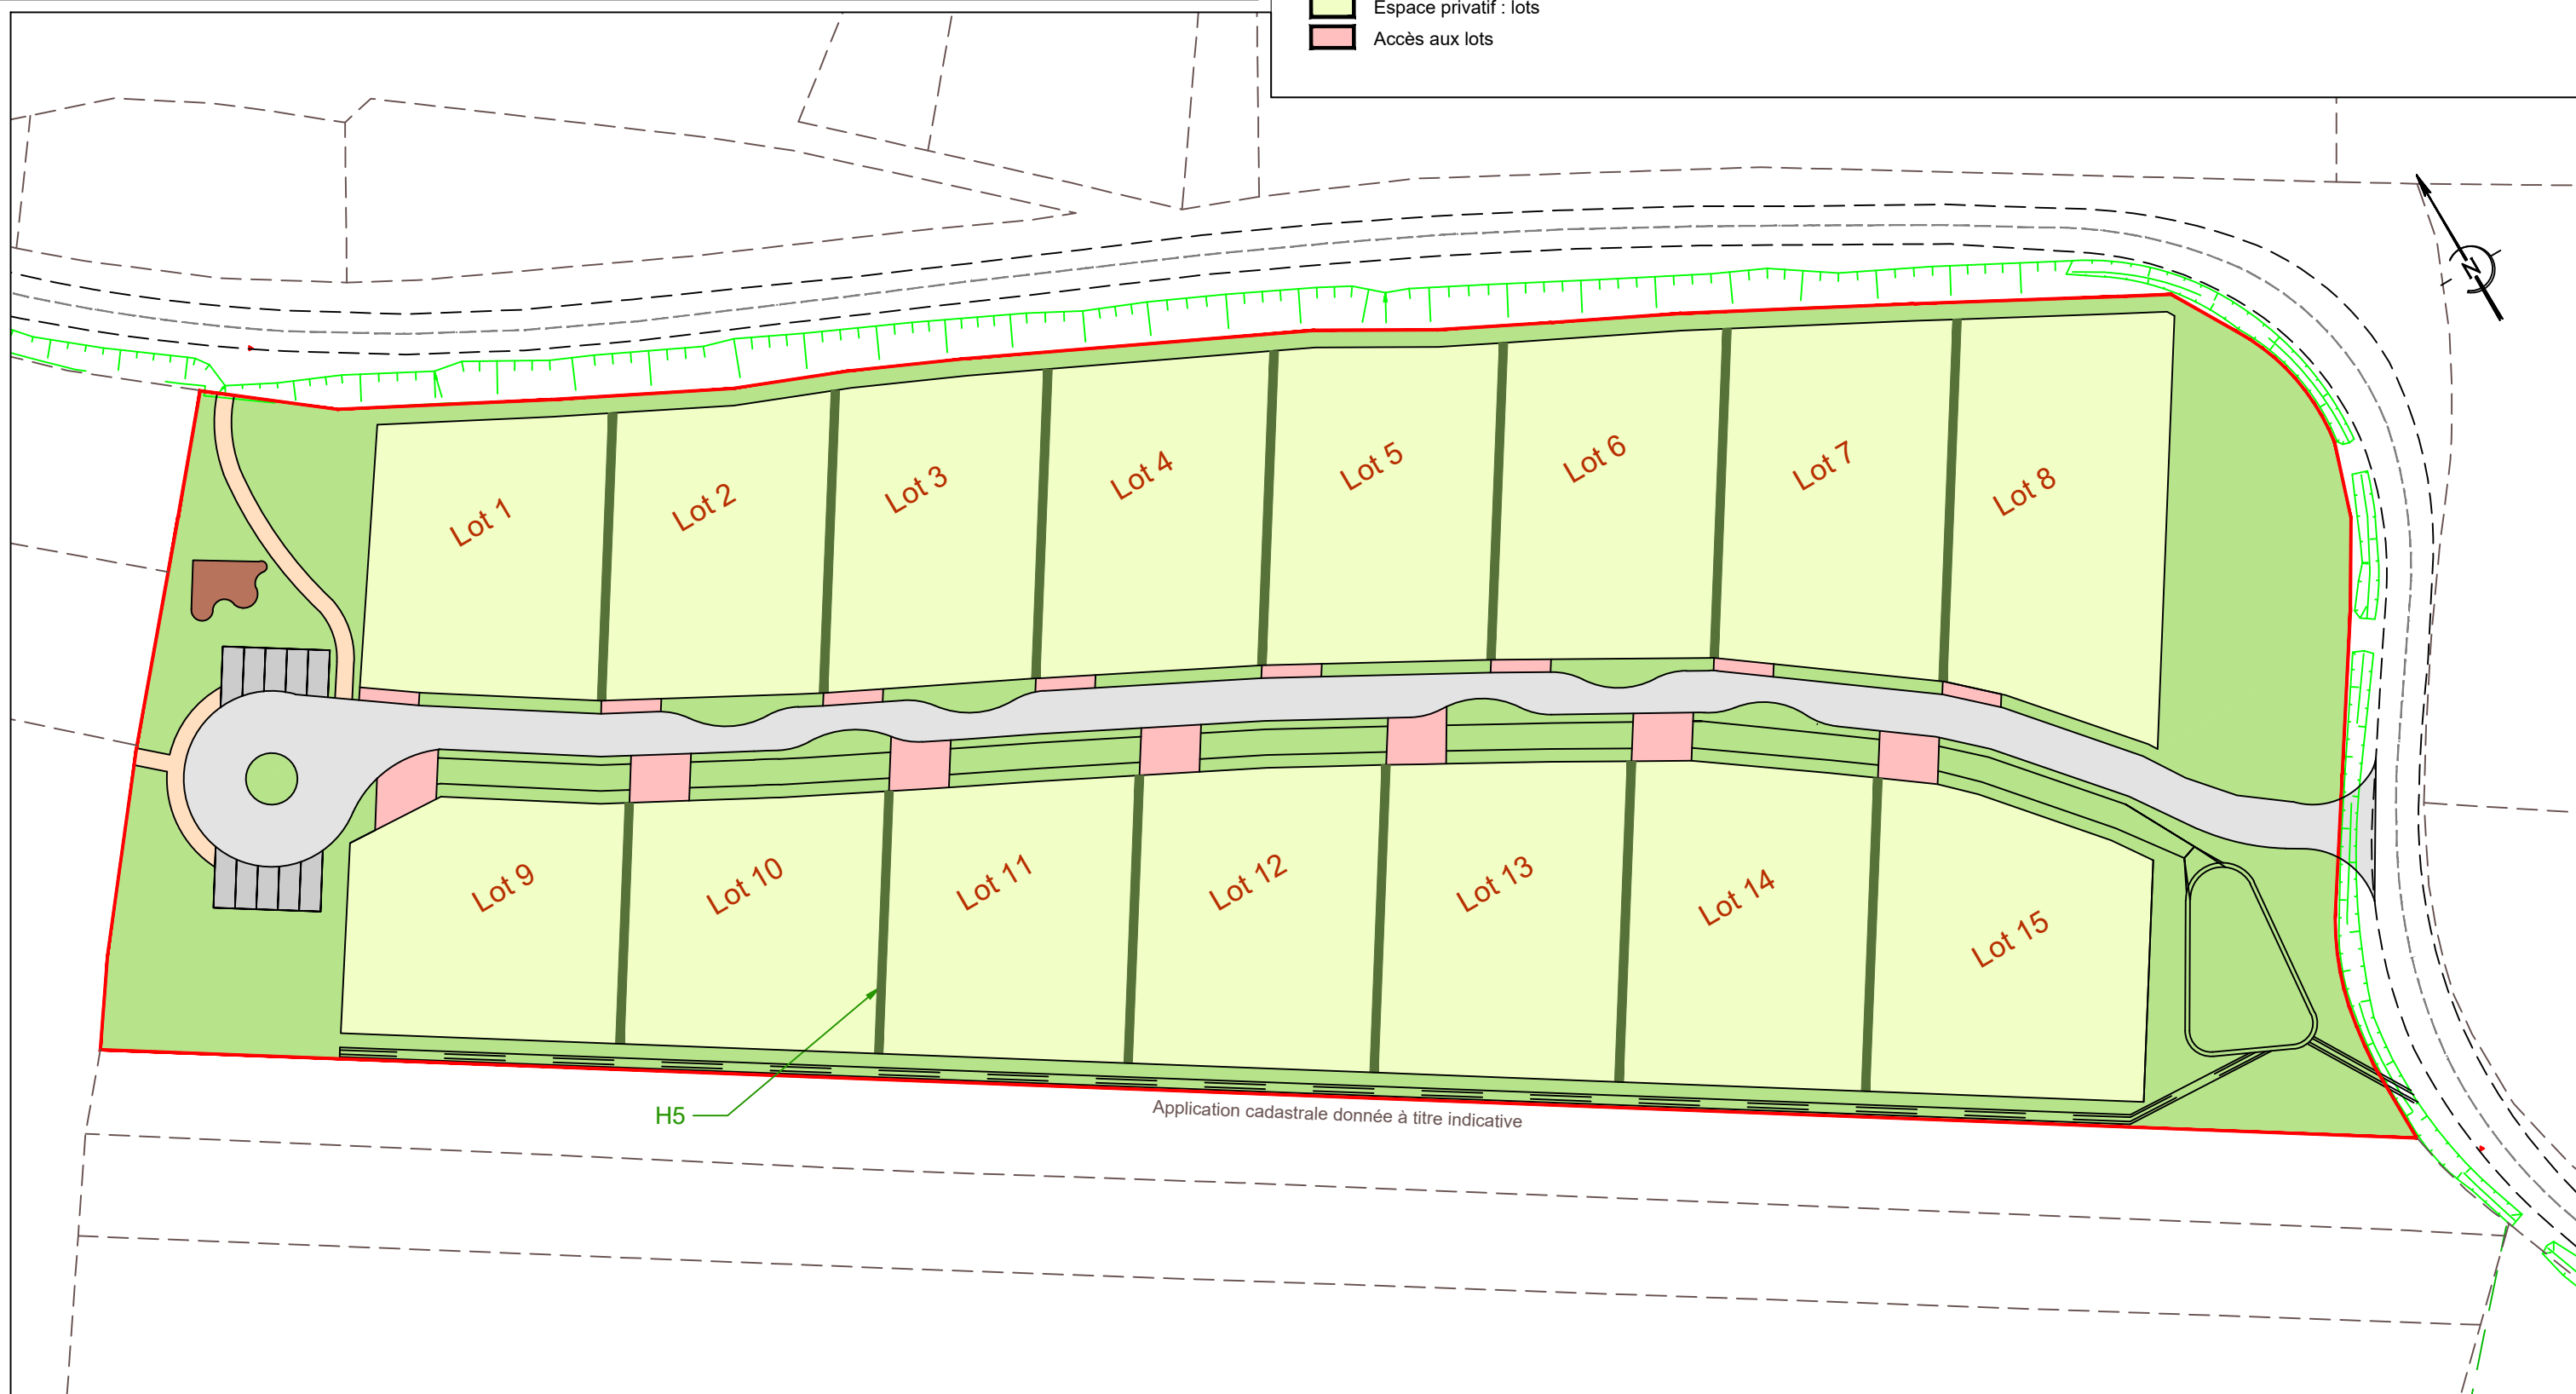 Espace privatif : lots
Accès aux lots
N
Lot 1
Lot 2
Lot 3
Lot 4
Lot 5
Lot 6
Lot 7
Lot 8
Lot 9
Lot 10
Lot 11
Lot 12
Lot 13
Lot 14
Lot 15
H5
Application cadastrale donnée à titre indicative